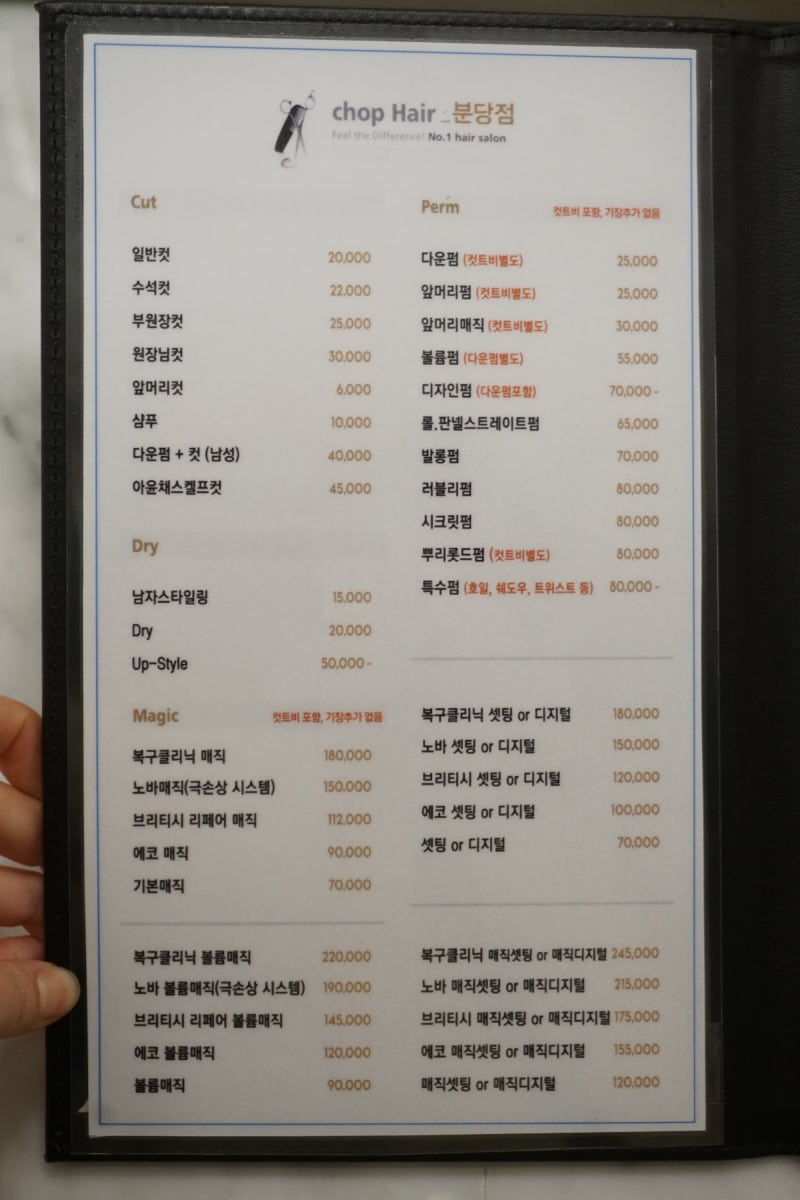 chop Hair _분당점
Feel the Difference! No.1 hair salon
Cut
일반컷 20,000
수석컷 22,000
부원장컷 25,000
원장님컷 30,000
앞머리컷 6,000
샴푸 10,000
다운펌 + 컷 (남성) 40,000
아윤채스켈프컷 45,000
Dry
남자스타일링 15,000
Dry 20,000
Up-Style 50,000 -
Magic 컷트비 포함, 기장추가 없음
복구클리닉 매직 180,000
노바매직(극손상 시스템) 150,000
브리티시 리페어 매직 112,000
에코 매직 90,000
기본매직 70,000
복구클리닉 볼륨매직 220,000
노바 볼륨매직(극손상 시스템) 190,000
브리티시 리페어 볼륨매직 145,000
에코 볼륨매직 120,000
볼륨매직 90,000
Perm 컷트비 포함, 기장추가 없음
다운펌 (컷트비별도) 25,000
앞머리펌 (컷트비별도) 25,000
앞머리매직 (컷트비별도) 30,000
볼륨펌 (다운펌별도) 55,000
디자인펌 (다운펌포함) 70,000 -
롤.판넬스트레이트펌 65,000
발롱펌 70,000
러블리펌 80,000
시크릿펌 80,000
뿌리롯드펌 (컷트비별도) 80,000
특수펌 (호일, 쉐도우, 트위스트 등) 80,000 -
복구클리닉 셋팅 or 디지털 180,000
노바 셋팅 or 디지털 150,000
브리티시 셋팅 or 디지털 120,000
에코 셋팅 or 디지털 100,000
셋팅 or 디지털 70,000
복구클리닉 매직셋팅 or 매직디지털 245,000
노바 매직셋팅 or 매직디지털 215,000
브리티시 매직셋팅 or 매직디지털 175,000
에코 매직셋팅 or 매직디지털 155,000
매직셋팅 or 매직디지털 120,000